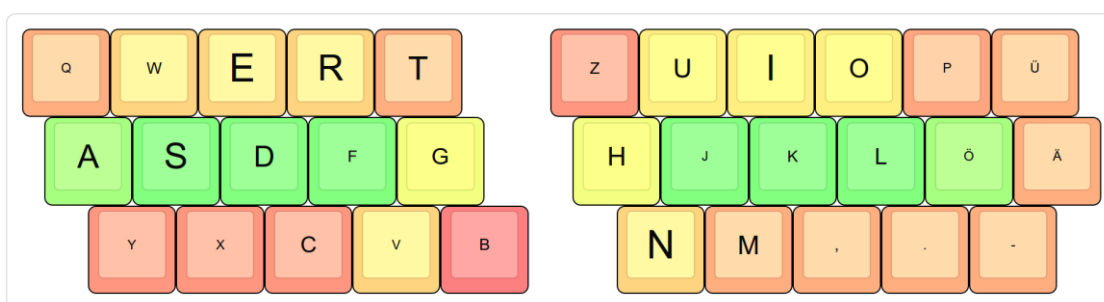 Q W E R T Z U I O P Ü
A S D F G H J K L Ö Ä
Y X C V B N M , . -